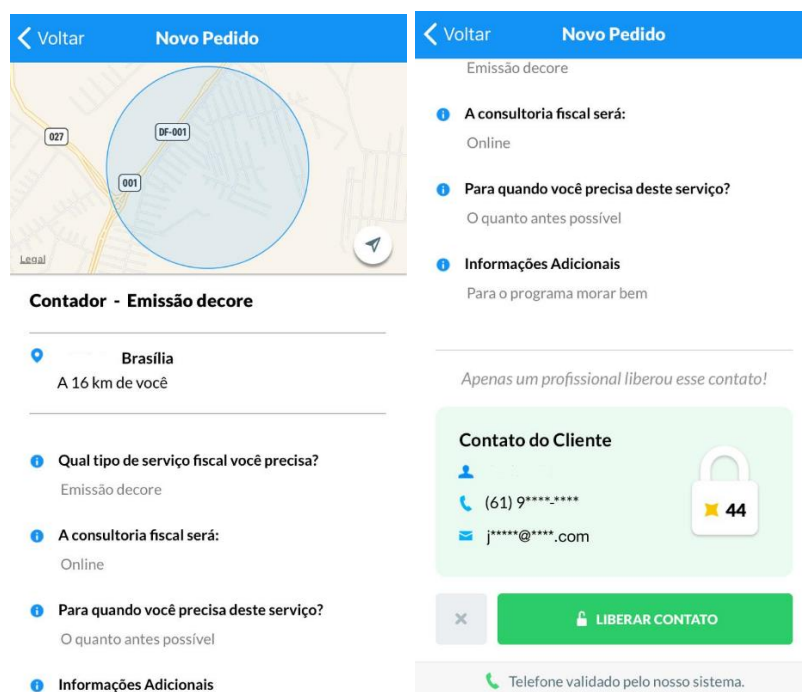 Voltar
Novo Pedido
027
DF-001
001
Legal
Contador - Emissão decore
Brasília
A 16 km de você
Qual tipo de serviço fiscal você precisa?
Emissão decore
A consultoria fiscal será:
Online
Para quando você precisa deste serviço?
O quanto antes possível
Informações Adicionais
Voltar
Novo Pedido
Emissão decore
A consultoria fiscal será:
Online
Para quando você precisa deste serviço?
O quanto antes possível
Informações Adicionais
Para o programa morar bem
Apenas um profissional liberou esse contato!
Contato do Cliente
(61) 9****-****
j*****@****.com
44
LIBERAR CONTATO
Telefone validado pelo nosso sistema.